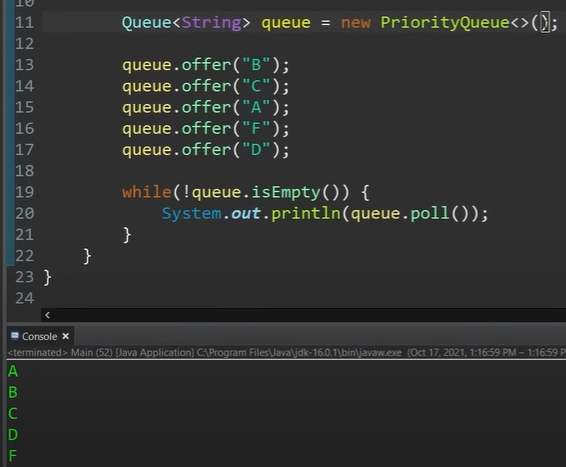 10
11 Queue<String> queue = new PriorityQueue<>();
12
13 queue.offer("B");
14 queue.offer("C");
15 queue.offer("A");
16 queue.offer("F");
17 queue.offer("D");
18
19 while(!queue.isEmpty()) {
20 System.out.println(queue.poll());
21 }
22 }
23 }
24
Console
<terminated> Main (52) [Java Application] C:\Program Files\Java\jdk-16.0.1\bin\javaw.exe (Oct 17, 2021, 1:16:59 PM – 1:16:59 P
A
B
C
D
F